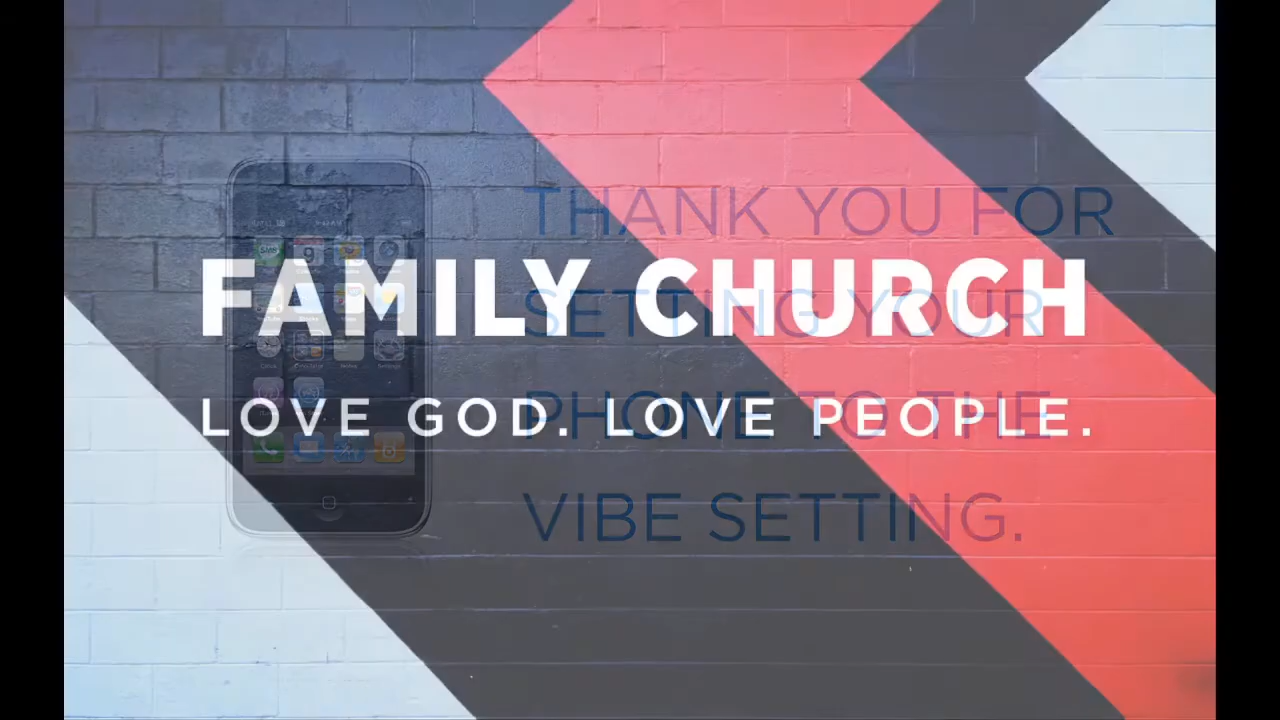 FAMILY CHURCH
LOVE GOD. LOVE PEOPLE.
THANK YOU FOR
SETTING YOUR
PHONE TO THE
VIBE SETTING.